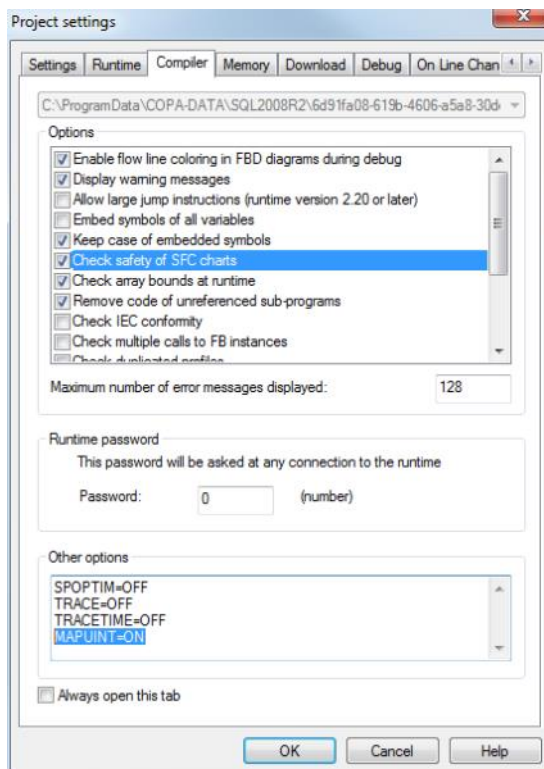 Project settings
Settings Runtime Compiler Memory Download Debug On Line Chan
C:\ProgramData\COPA-DATA\SQL2008R2\6d91fa08-619b-4606-a5a8-30d
Options
Enable flow line coloring in FBD diagrams during debug
Display warning messages
Allow large jump instructions (runtime version 2.20 or later)
Embed symbols of all variables
Keep case of embedded symbols
Check safety of SFC charts
Check array bounds at runtime
Remove code of unreferenced sub-programs
Check IEC conformity
Check multiple calls to FB instances
Check duplicated profiles
Maximum number of error messages displayed: 128
Runtime password
This password will be asked at any connection to the runtime
Password: 0 (number)
Other options
SPOPTIM=OFF
TRACE=OFF
TRACETIME=OFF
MAPUINT=ON
Always open this tab
OK Cancel Help